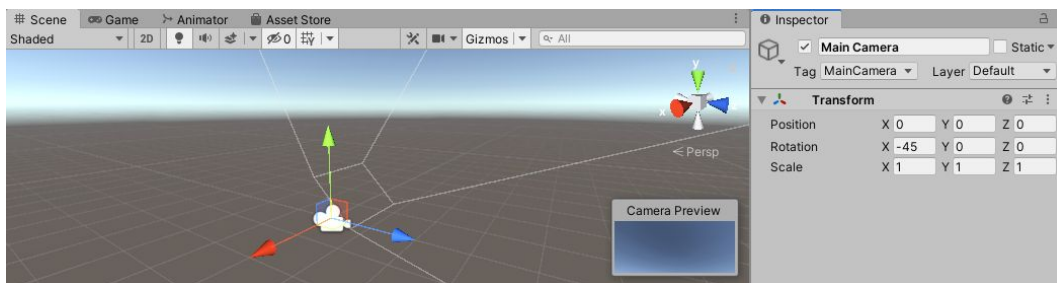 Scene Game Animator Asset Store
Shaded 2D 0 Gizmos All
y
x
Persp
Camera Preview
Inspector
Main Camera Static
Tag MainCamera Layer Default
Transform
Position X 0 Y 0 Z 0
Rotation X -45 Y 0 Z 0
Scale X 1 Y 1 Z 1